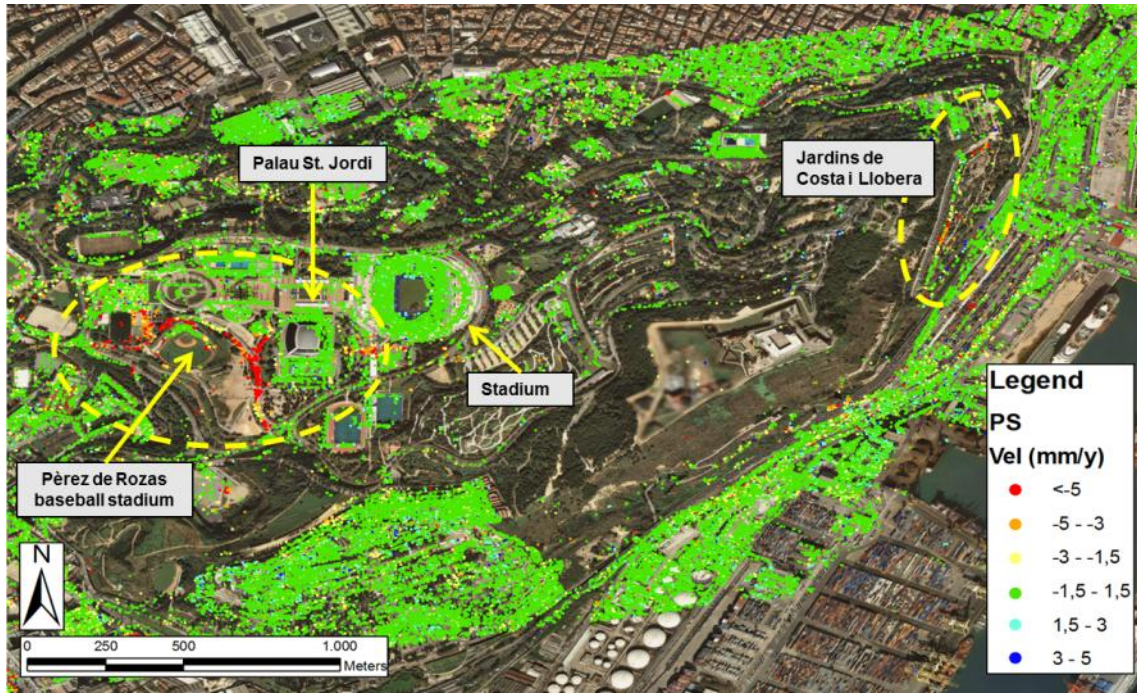 Palau St. Jordi
Jardins de
Costa i Llobera
Stadium
Pèrez de Rozas
baseball stadium
N
0 250 500 1.000
Meters
Legend
PS
Vel (mm/y)
<-5
-5 - -3
-3 - -1,5
-1,5 - 1,5
1,5 - 3
3 - 5